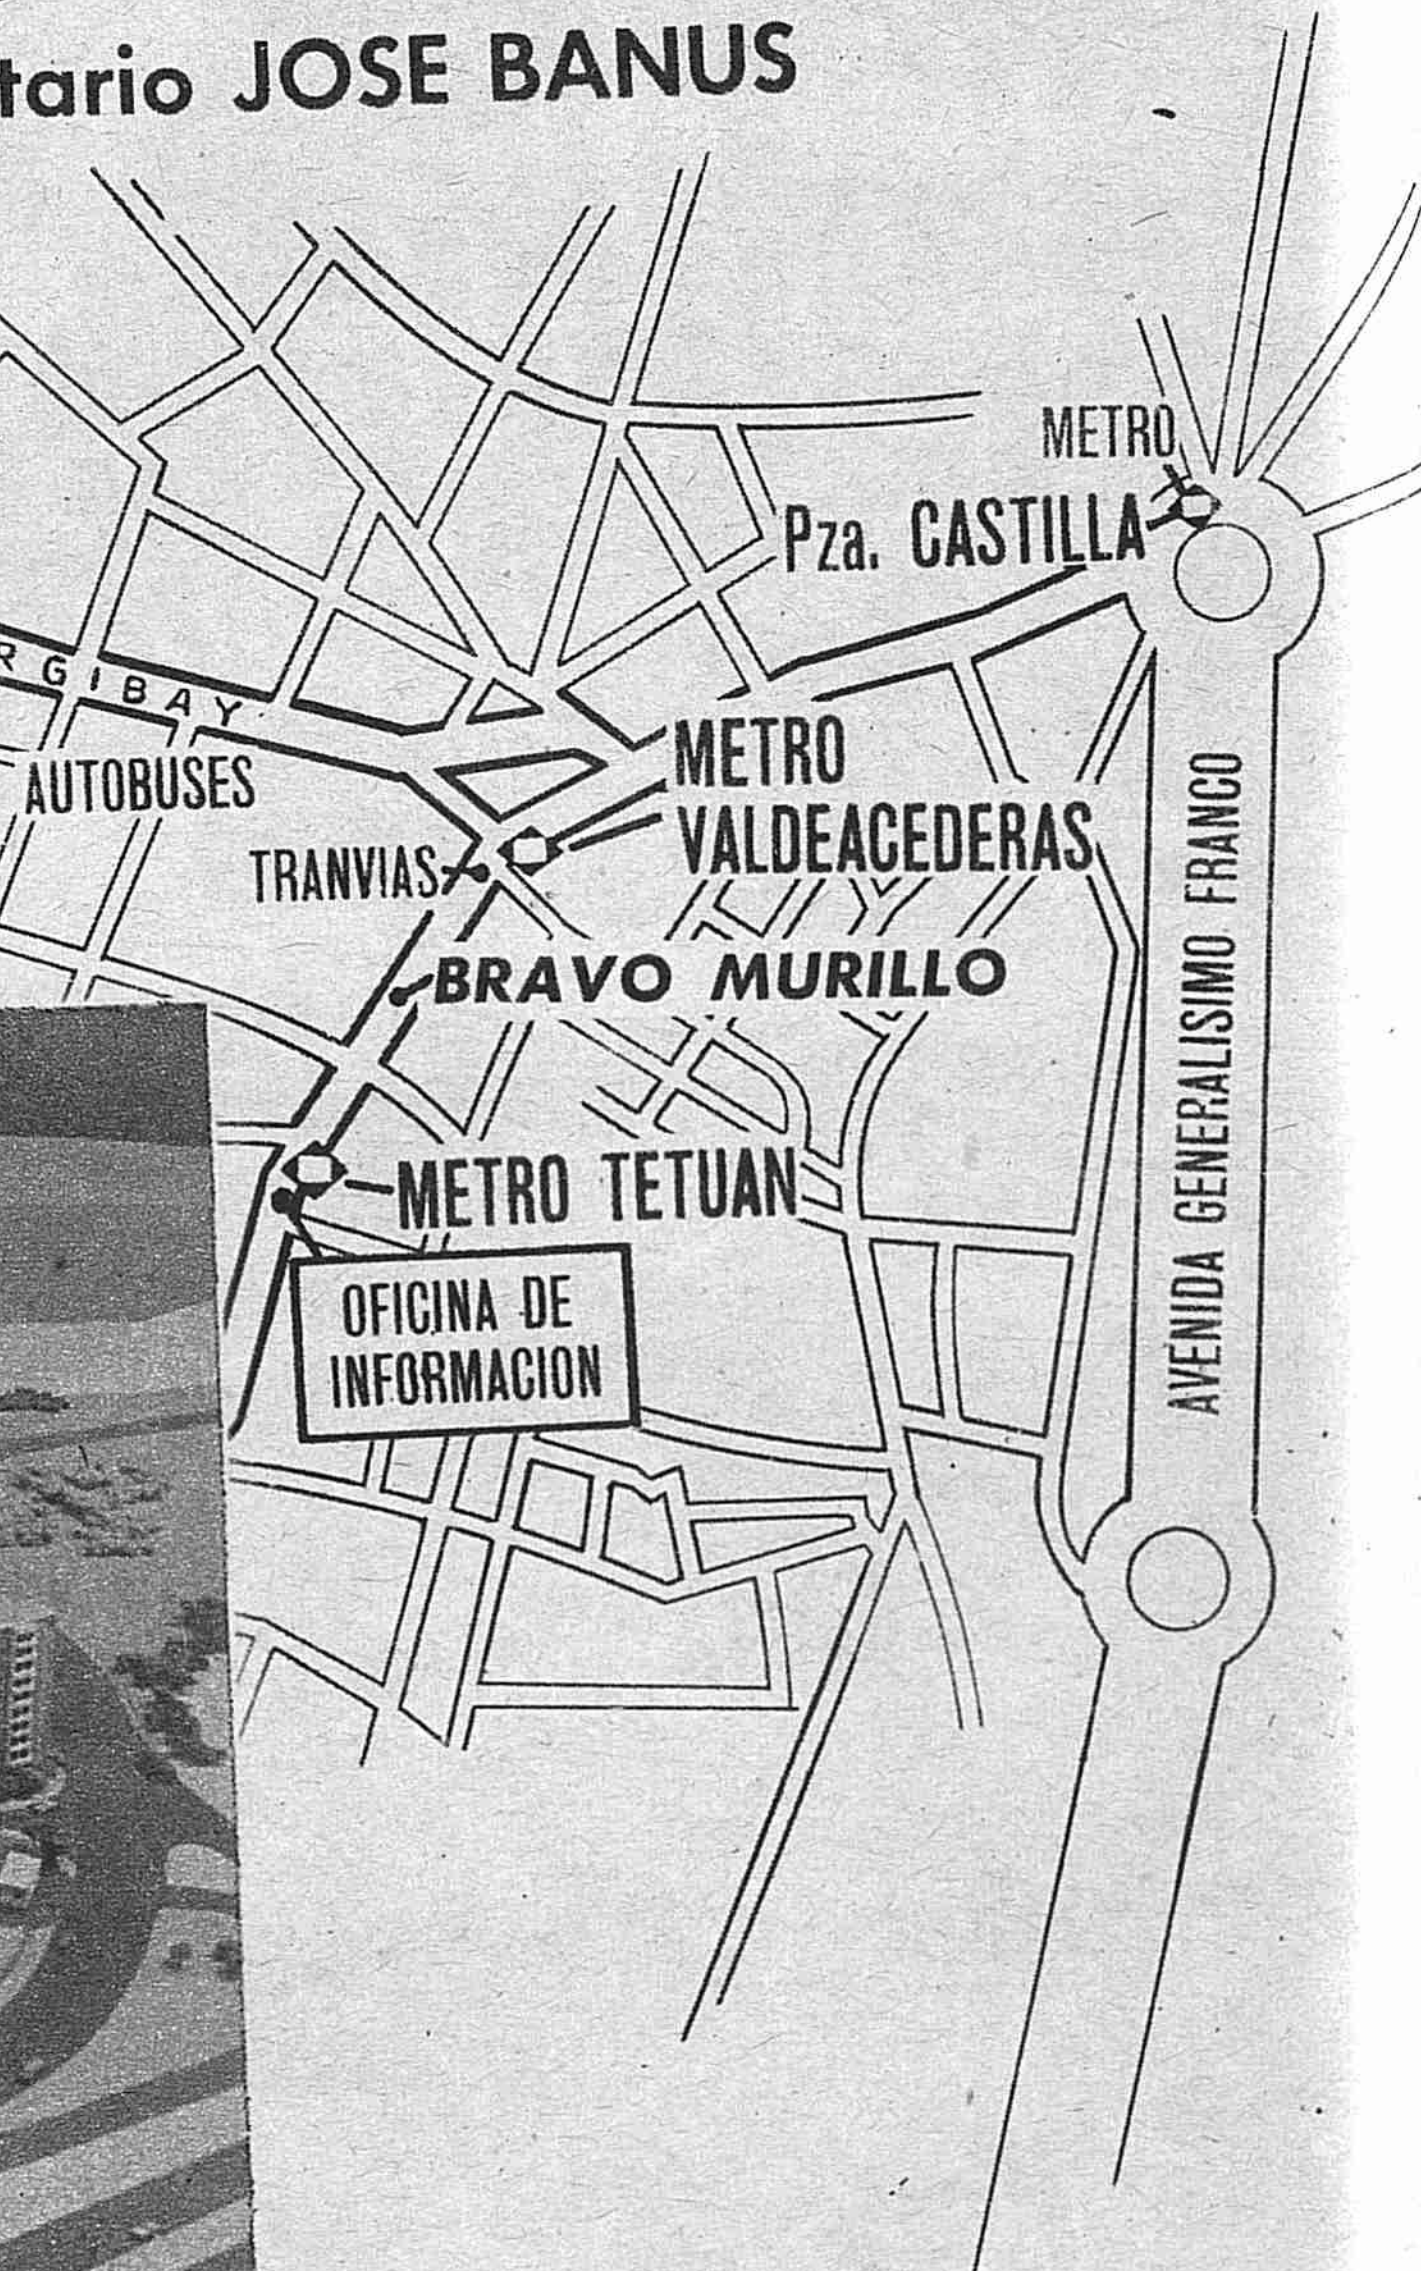 tario JOSE BANUS
METRO
Pza. CASTILLA
RGIBAY
METRO
VALDEACEDERAS
AUTOBUSES
TRANVIAS
BRAVO MURILLO
AVENIDA GENERALISIMO FRANCO
METRO TETUAN
OFICINA DE
INFORMACION